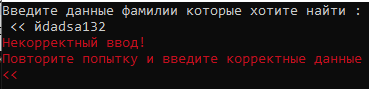 Введите данные фамилии которые хотите найти :
<< йdadsa132
Некорректный ввод!
Повторите попытку и введите корректные данные
<<